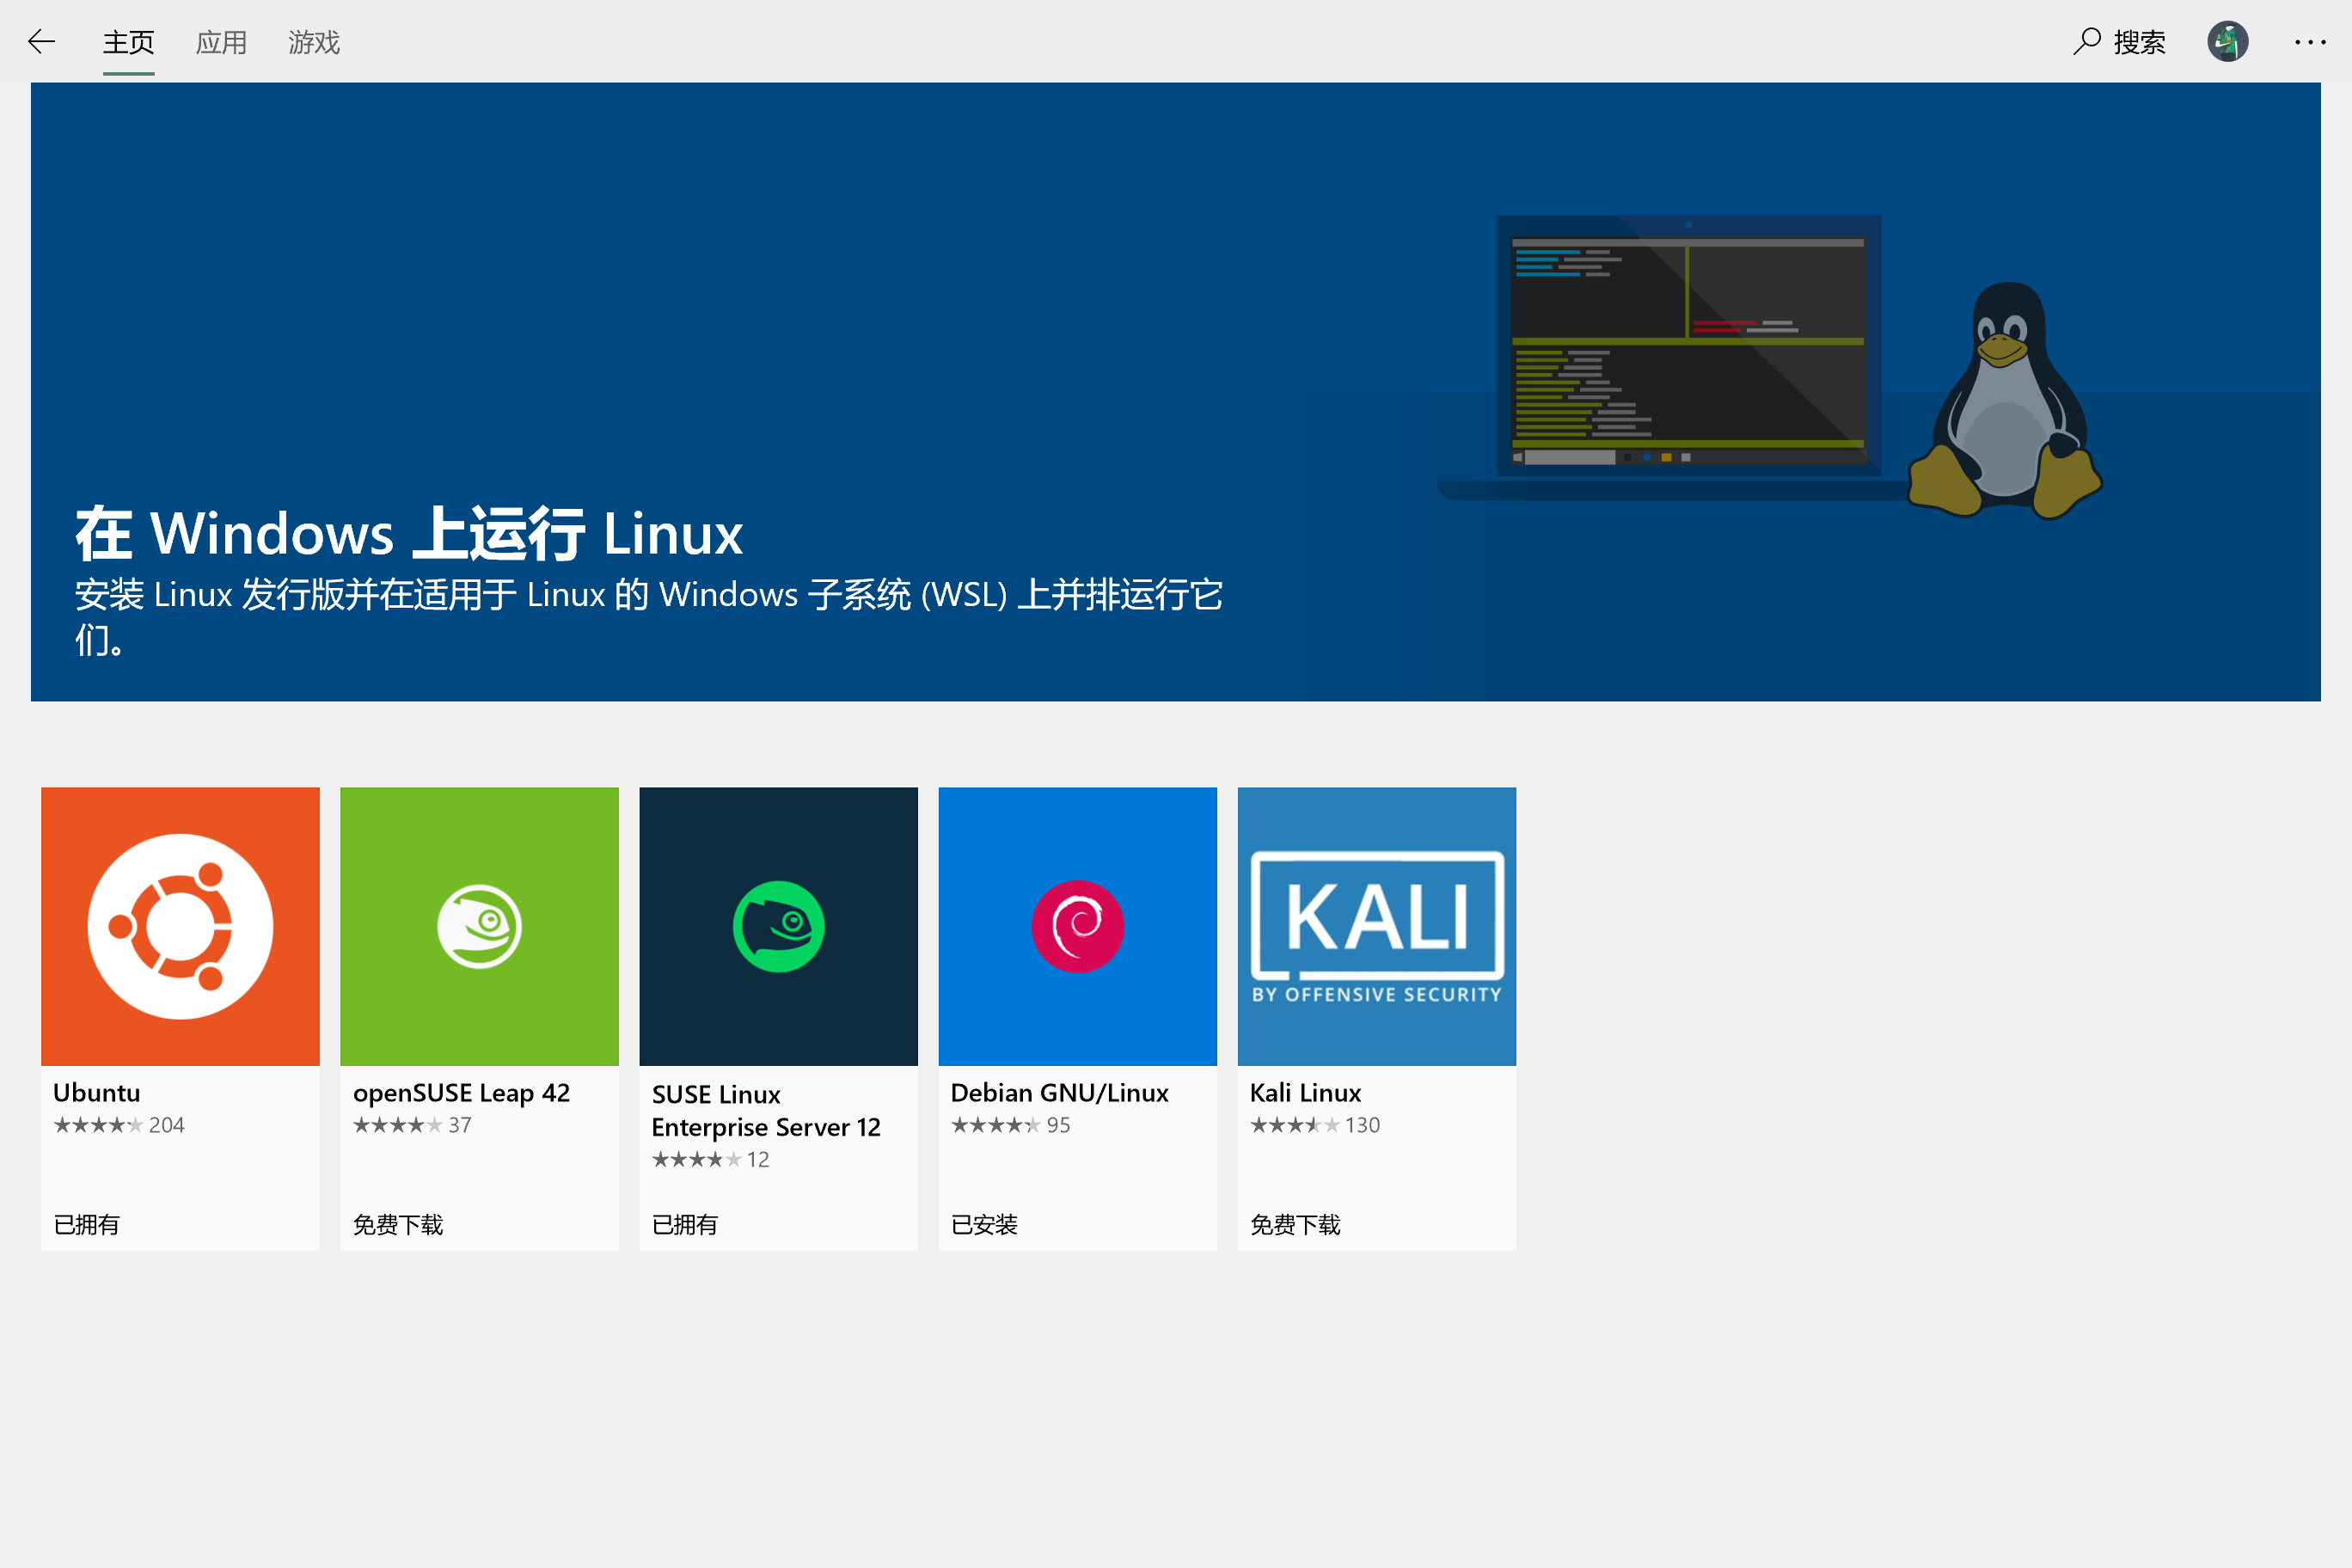 主页 应用 游戏 搜索
在 Windows 上运行 Linux
安装 Linux 发行版并在适用于 Linux 的 Windows 子系统 (WSL) 上并排运行它
们。
KALI
BY OFFENSIVE SECURITY
Ubuntu
204
已拥有
openSUSE Leap 42
37
免费下载
SUSE Linux
Enterprise Server 12
12
已拥有
Debian GNU/Linux
95
已安装
Kali Linux
130
免费下载